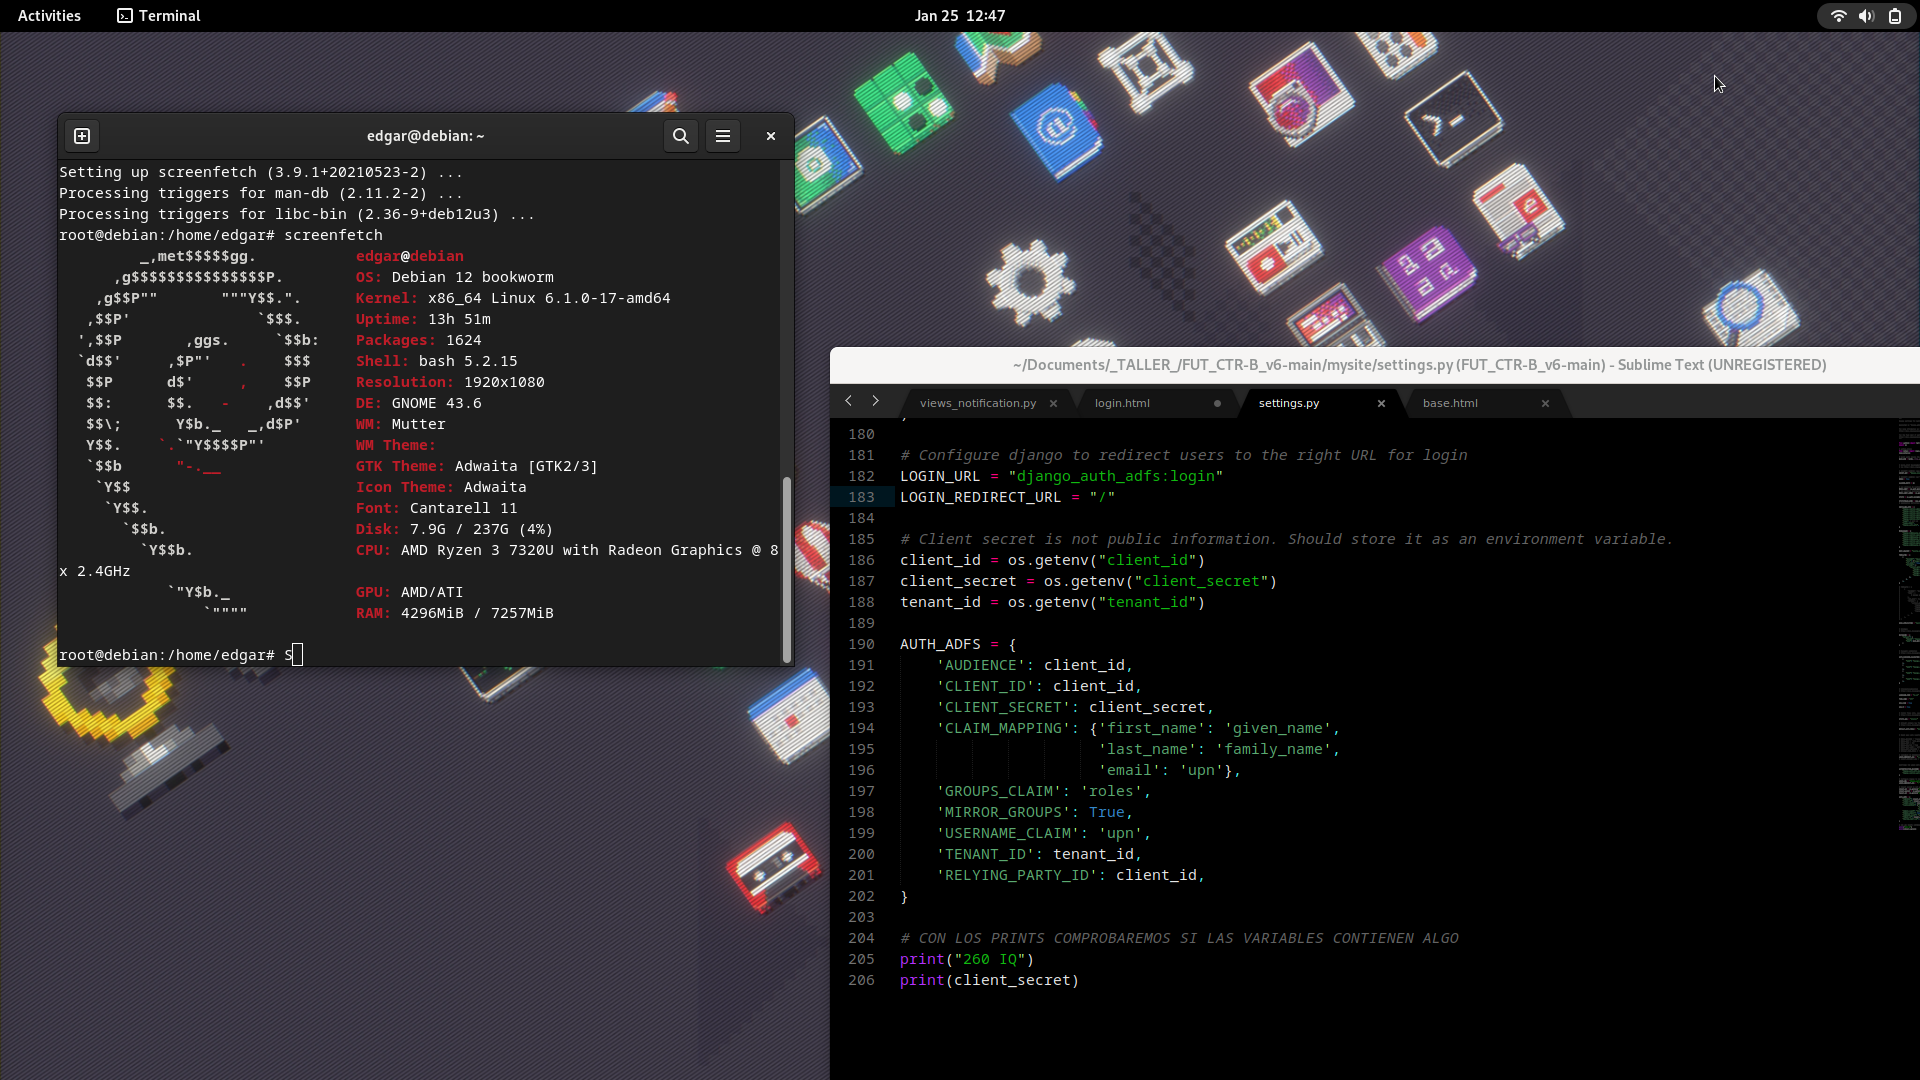 Activities
Terminal
Jan 25 12:47
edgar@debian: ~
Setting up screenfetch (3.9.1+20210523-2) ...
Processing triggers for man-db (2.11.2-2) ...
Processing triggers for libc-bin (2.36-9+deb12u3) ...
root@debian:/home/edgar# screenfetch
         _,met$$$$$gg.           edgar@debian
      ,g$$$$$$$$$$$$$$$P.        OS: Debian 12 bookworm
    ,g$$P""       """Y$$.".      Kernel: x86_64 Linux 6.1.0-17-amd64
   ,$$P'              `$$$.      Uptime: 13h 51m
  ',$$P       ,ggs.     `$$b:    Packages: 1624
  `d$$'     ,$P"'   .    $$$     Shell: bash 5.2.15
   $$P      d$'     ,    $$P     Resolution: 1920x1080
   $$:      $$.   -    ,d$$'     DE: GNOME 43.6
   $$\;      Y$b._   _,d$P'      WM: Mutter
   Y$$.    `.`"Y$$$$P"'          WM Theme:
   `$$b      "-.__               GTK Theme: Adwaita [GTK2/3]
    `Y$$                         Icon Theme: Adwaita
     `Y$$.                       Font: Cantarell 11
       `$$b.                     Disk: 7.9G / 237G (4%)
         `Y$$b.                  CPU: AMD Ryzen 3 7320U with Radeon Graphics @ 8
x 2.4GHz
            `"Y$b._              GPU: AMD/ATI
                `""""            RAM: 4296MiB / 7257MiB
root@debian:/home/edgar# S
~/Documents/_TALLER_/FUT_CTR-B_v6-main/mysite/settings.py (FUT_CTR-B_v6-main) - Sublime Text (UNREGISTERED)
views_notification.py
login.html
settings.py
base.html
180
181 # Configure django to redirect users to the right URL for login
182 LOGIN_URL = "django_auth_adfs:login"
183 LOGIN_REDIRECT_URL = "/"
184
185 # Client secret is not public information. Should store it as an environment variable.
186 client_id = os.getenv("client_id")
187 client_secret = os.getenv("client_secret")
188 tenant_id = os.getenv("tenant_id")
189
190 AUTH_ADFS = {
191     'AUDIENCE': client_id,
192     'CLIENT_ID': client_id,
193     'CLIENT_SECRET': client_secret,
194     'CLAIM_MAPPING': {'first_name': 'given_name',
195                       'last_name': 'family_name',
196                       'email': 'upn'},
197     'GROUPS_CLAIM': 'roles',
198     'MIRROR_GROUPS': True,
199     'USERNAME_CLAIM': 'upn',
200     'TENANT_ID': tenant_id,
201     'RELYING_PARTY_ID': client_id,
202 }
203
204 # CON LOS PRINTS COMPROBAREMOS SI LAS VARIABLES CONTIENEN ALGO
205 print("260 IQ")
206 print(client_secret)